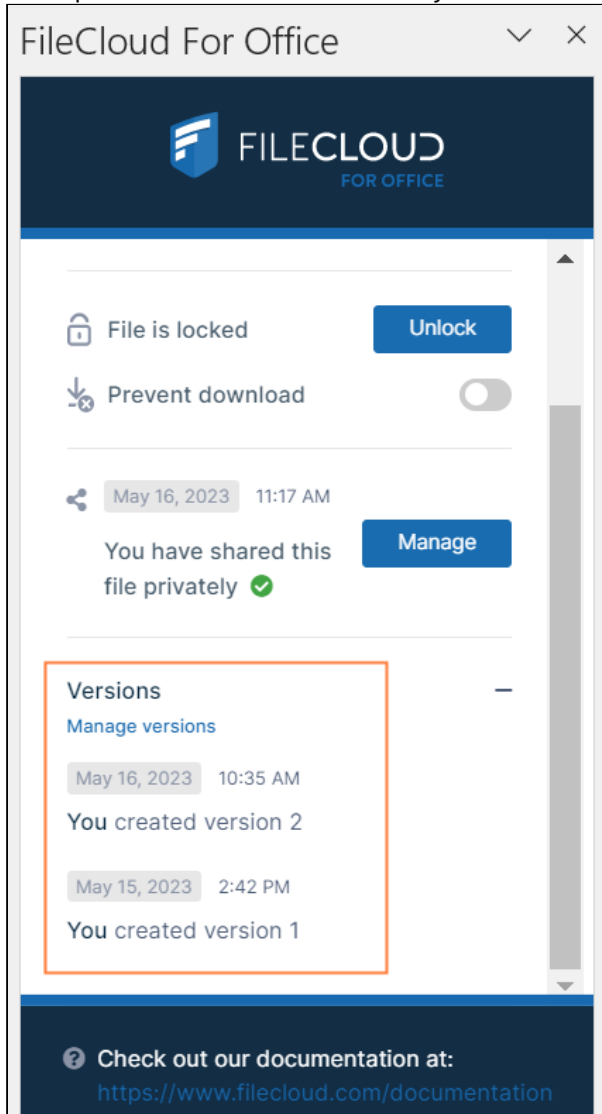 FileCloud For Office
FILECLOUD
FOR OFFICE
File is locked
Unlock
Prevent download
May 16, 2023 11:17 AM
You have shared this
file privately
Manage
Versions
Manage versions
May 16, 2023 10:35 AM
You created version 2
May 15, 2023 2:42 PM
You created version 1
Check out our documentation at:
https://www.filecloud.com/documentation